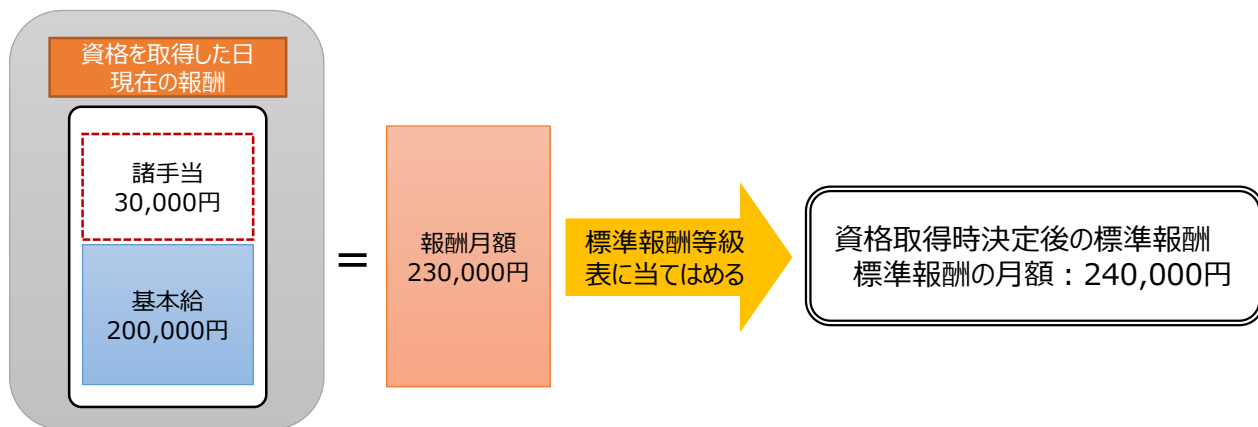 資格を取得した日
現在の報酬
諸手当
30,000円
基本給
200,000円
=
報酬月額
230,000円
標準報酬等級
表に当てはめる
資格取得時決定後の標準報酬
標準報酬の月額：240,000円